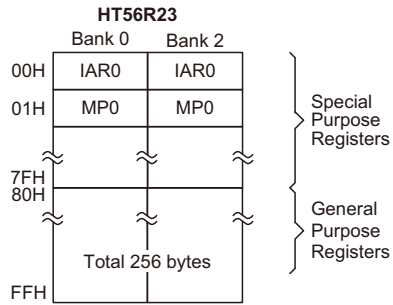 HT56R23
Bank 0 Bank 2
00H IAR0 IAR0
01H MP0 MP0
Special
Purpose
Registers
7FH
80H
General
Purpose
Registers
Total 256 bytes
FFH